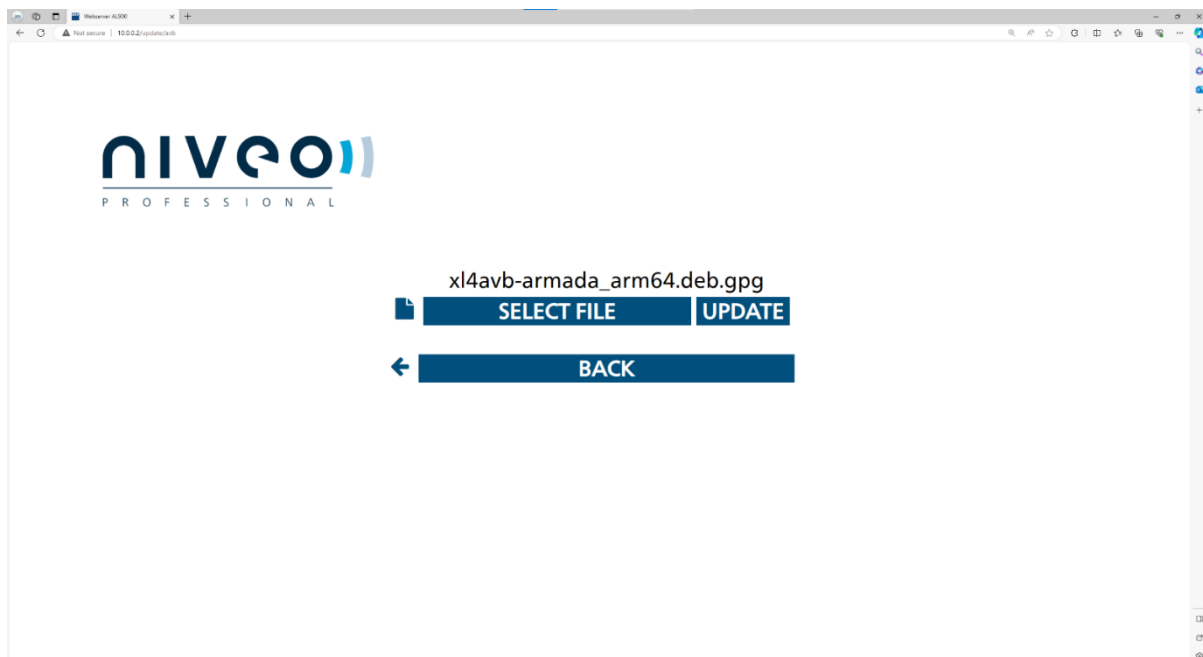 Webserver AL900
Not secure | 10.0.0.2/update/avb
niveo
PROFESSIONAL
xl4avb-armada_arm64.deb.gpg
SELECT FILE UPDATE
BACK